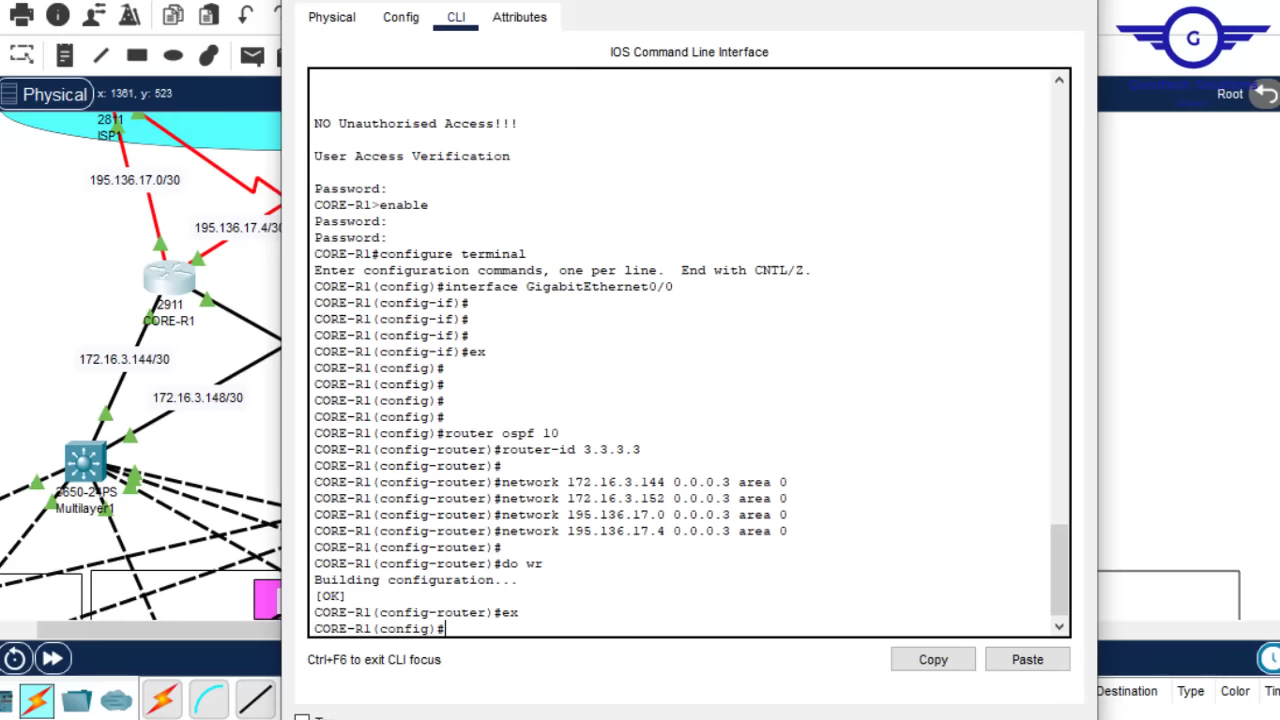 Physical
Config
CLI
Attributes
IOS Command Line Interface
G
Physical
x: 1361, y: 523
Root
NO Unauthorised Access!!!
User Access Verification
Password:
CORE-R1>enable
Password:
Password:
CORE-R1#configure terminal
Enter configuration commands, one per line.  End with CNTL/Z.
CORE-R1(config)#interface GigabitEthernet0/0
CORE-R1(config-if)#
CORE-R1(config-if)#
CORE-R1(config-if)#
CORE-R1(config-if)#ex
CORE-R1(config)#
CORE-R1(config)#
CORE-R1(config)#
CORE-R1(config)#
CORE-R1(config)#router ospf 10
CORE-R1(config-router)#router-id 3.3.3.3
CORE-R1(config-router)#
CORE-R1(config-router)#network 172.16.3.144 0.0.0.3 area 0
CORE-R1(config-router)#network 172.16.3.152 0.0.0.3 area 0
CORE-R1(config-router)#network 195.136.17.0 0.0.0.3 area 0
CORE-R1(config-router)#network 195.136.17.4 0.0.0.3 area 0
CORE-R1(config-router)#
CORE-R1(config-router)#do wr
Building configuration...
[OK]
CORE-R1(config-router)#ex
CORE-R1(config)#
2811
ISP1
195.136.17.0/30
195.136.17.4/30
2911
CORE-R1
172.16.3.144/30
172.16.3.148/30
3650-24PS
Multilayer1
Ctrl+F6 to exit CLI focus
Copy
Paste
Destination
Type
Color